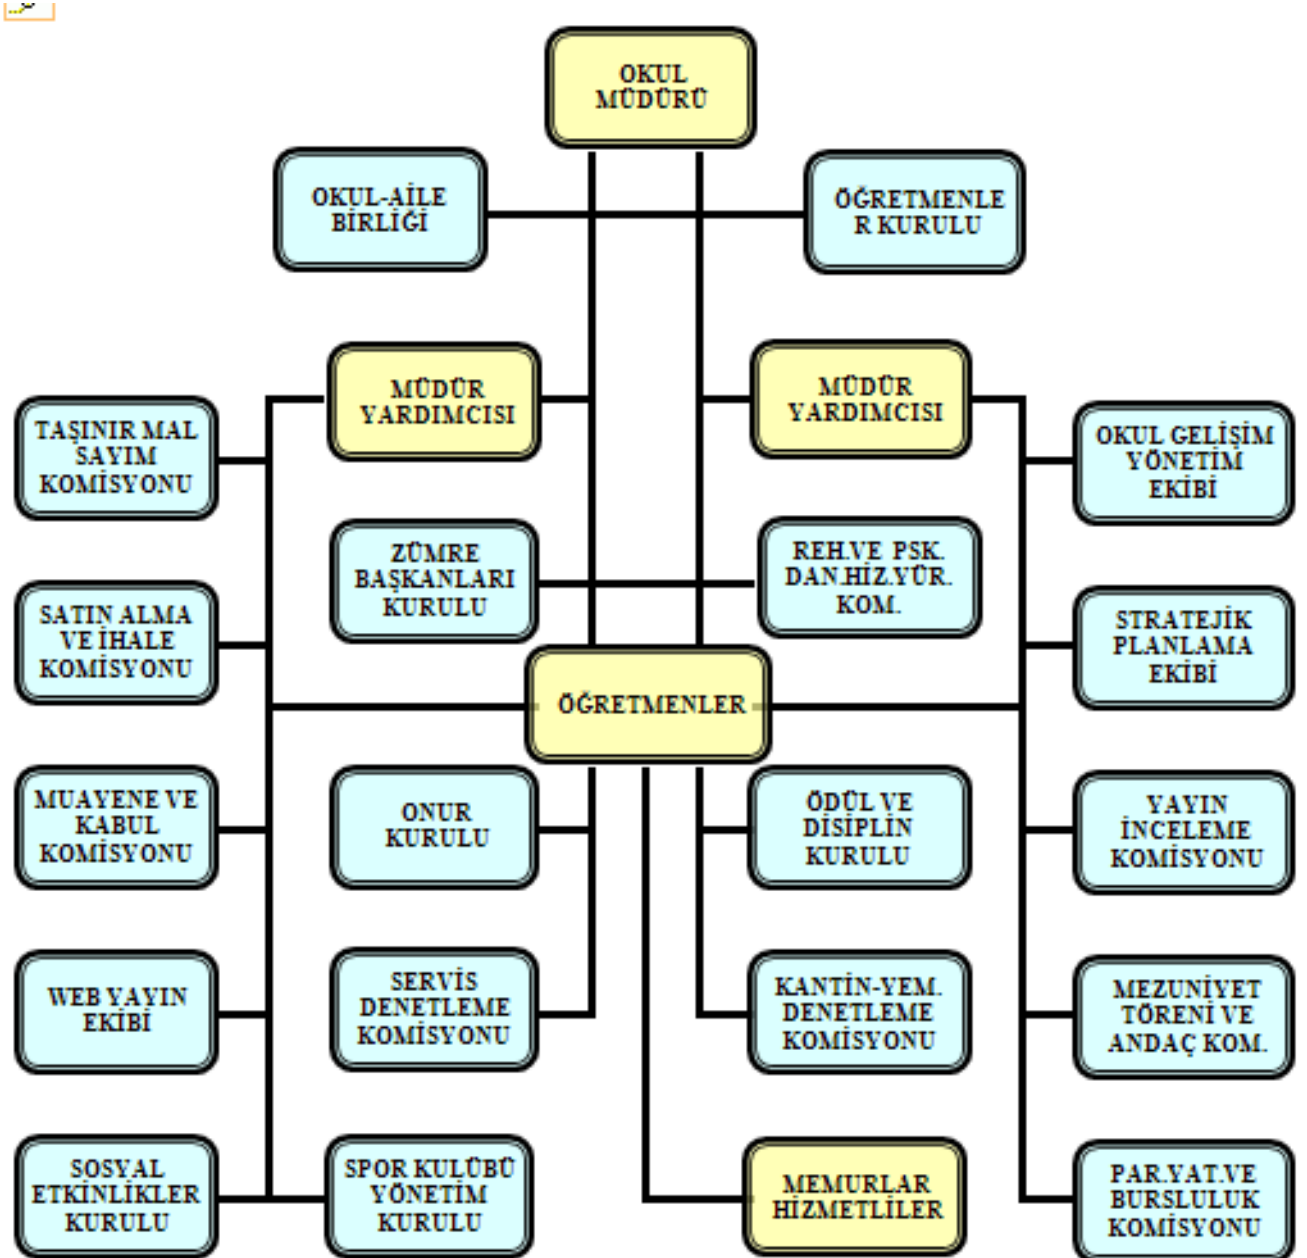 OKUL
MÜDÜRÜ
OKUL-AİLE
BİRLİĞİ
ÖĞRETMENLE
R KURULU
MÜDÜR
YARDIMCISI
MÜDÜR
YARDIMCISI
TAŞINIR MAL
SAYIM
KOMİSYONU
OKUL GELİŞİM
YÖNETİM
EKİBİ
ZÜMRE
BAŞKANLARI
KURULU
REH.VE PSK.
DAN.HİZ.YÜR.
KOM.
SATIN ALMA
VE İHALE
KOMİSYONU
STRATEJİK
PLANLAMA
EKİBİ
ÖĞRETMENLER
MUAYENE VE
KABUL
KOMİSYONU
ONUR
KURULU
ÖDÜL VE
DİSİPLİN
KURULU
YAYIN
İNCELEME
KOMİSYONU
WEB YAYIN
EKİBİ
SERVİS
DENETLEME
KOMİSYONU
KANTİN-YEM.
DENETLEME
KOMİSYONU
MEZUNİYET
TÖRENİ VE
ANDAÇ KOM.
SOSYAL
ETKİNLİKLER
KURULU
SPOR KULÜBÜ
YÖNETİM
KURULU
MEMURLAR
HİZMETLİLER
PAR.YAT.VE
BURSLULUK
KOMİSYONU